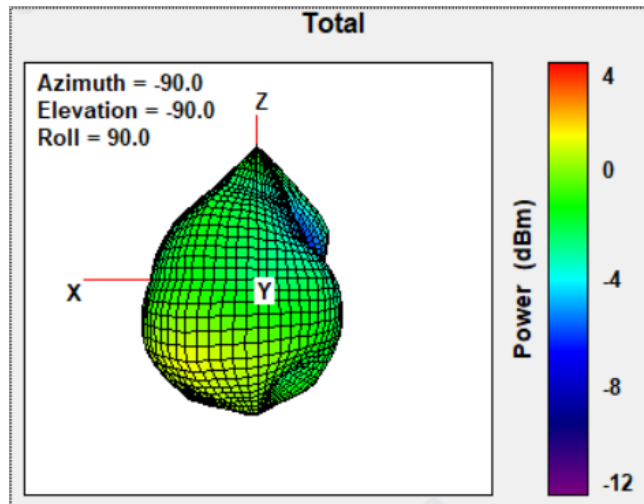 Total
Azimuth = -90.0
Elevation = -90.0
Roll = 90.0
Z
X
Y
4
0
-4
-8
-12
Power (dBm)